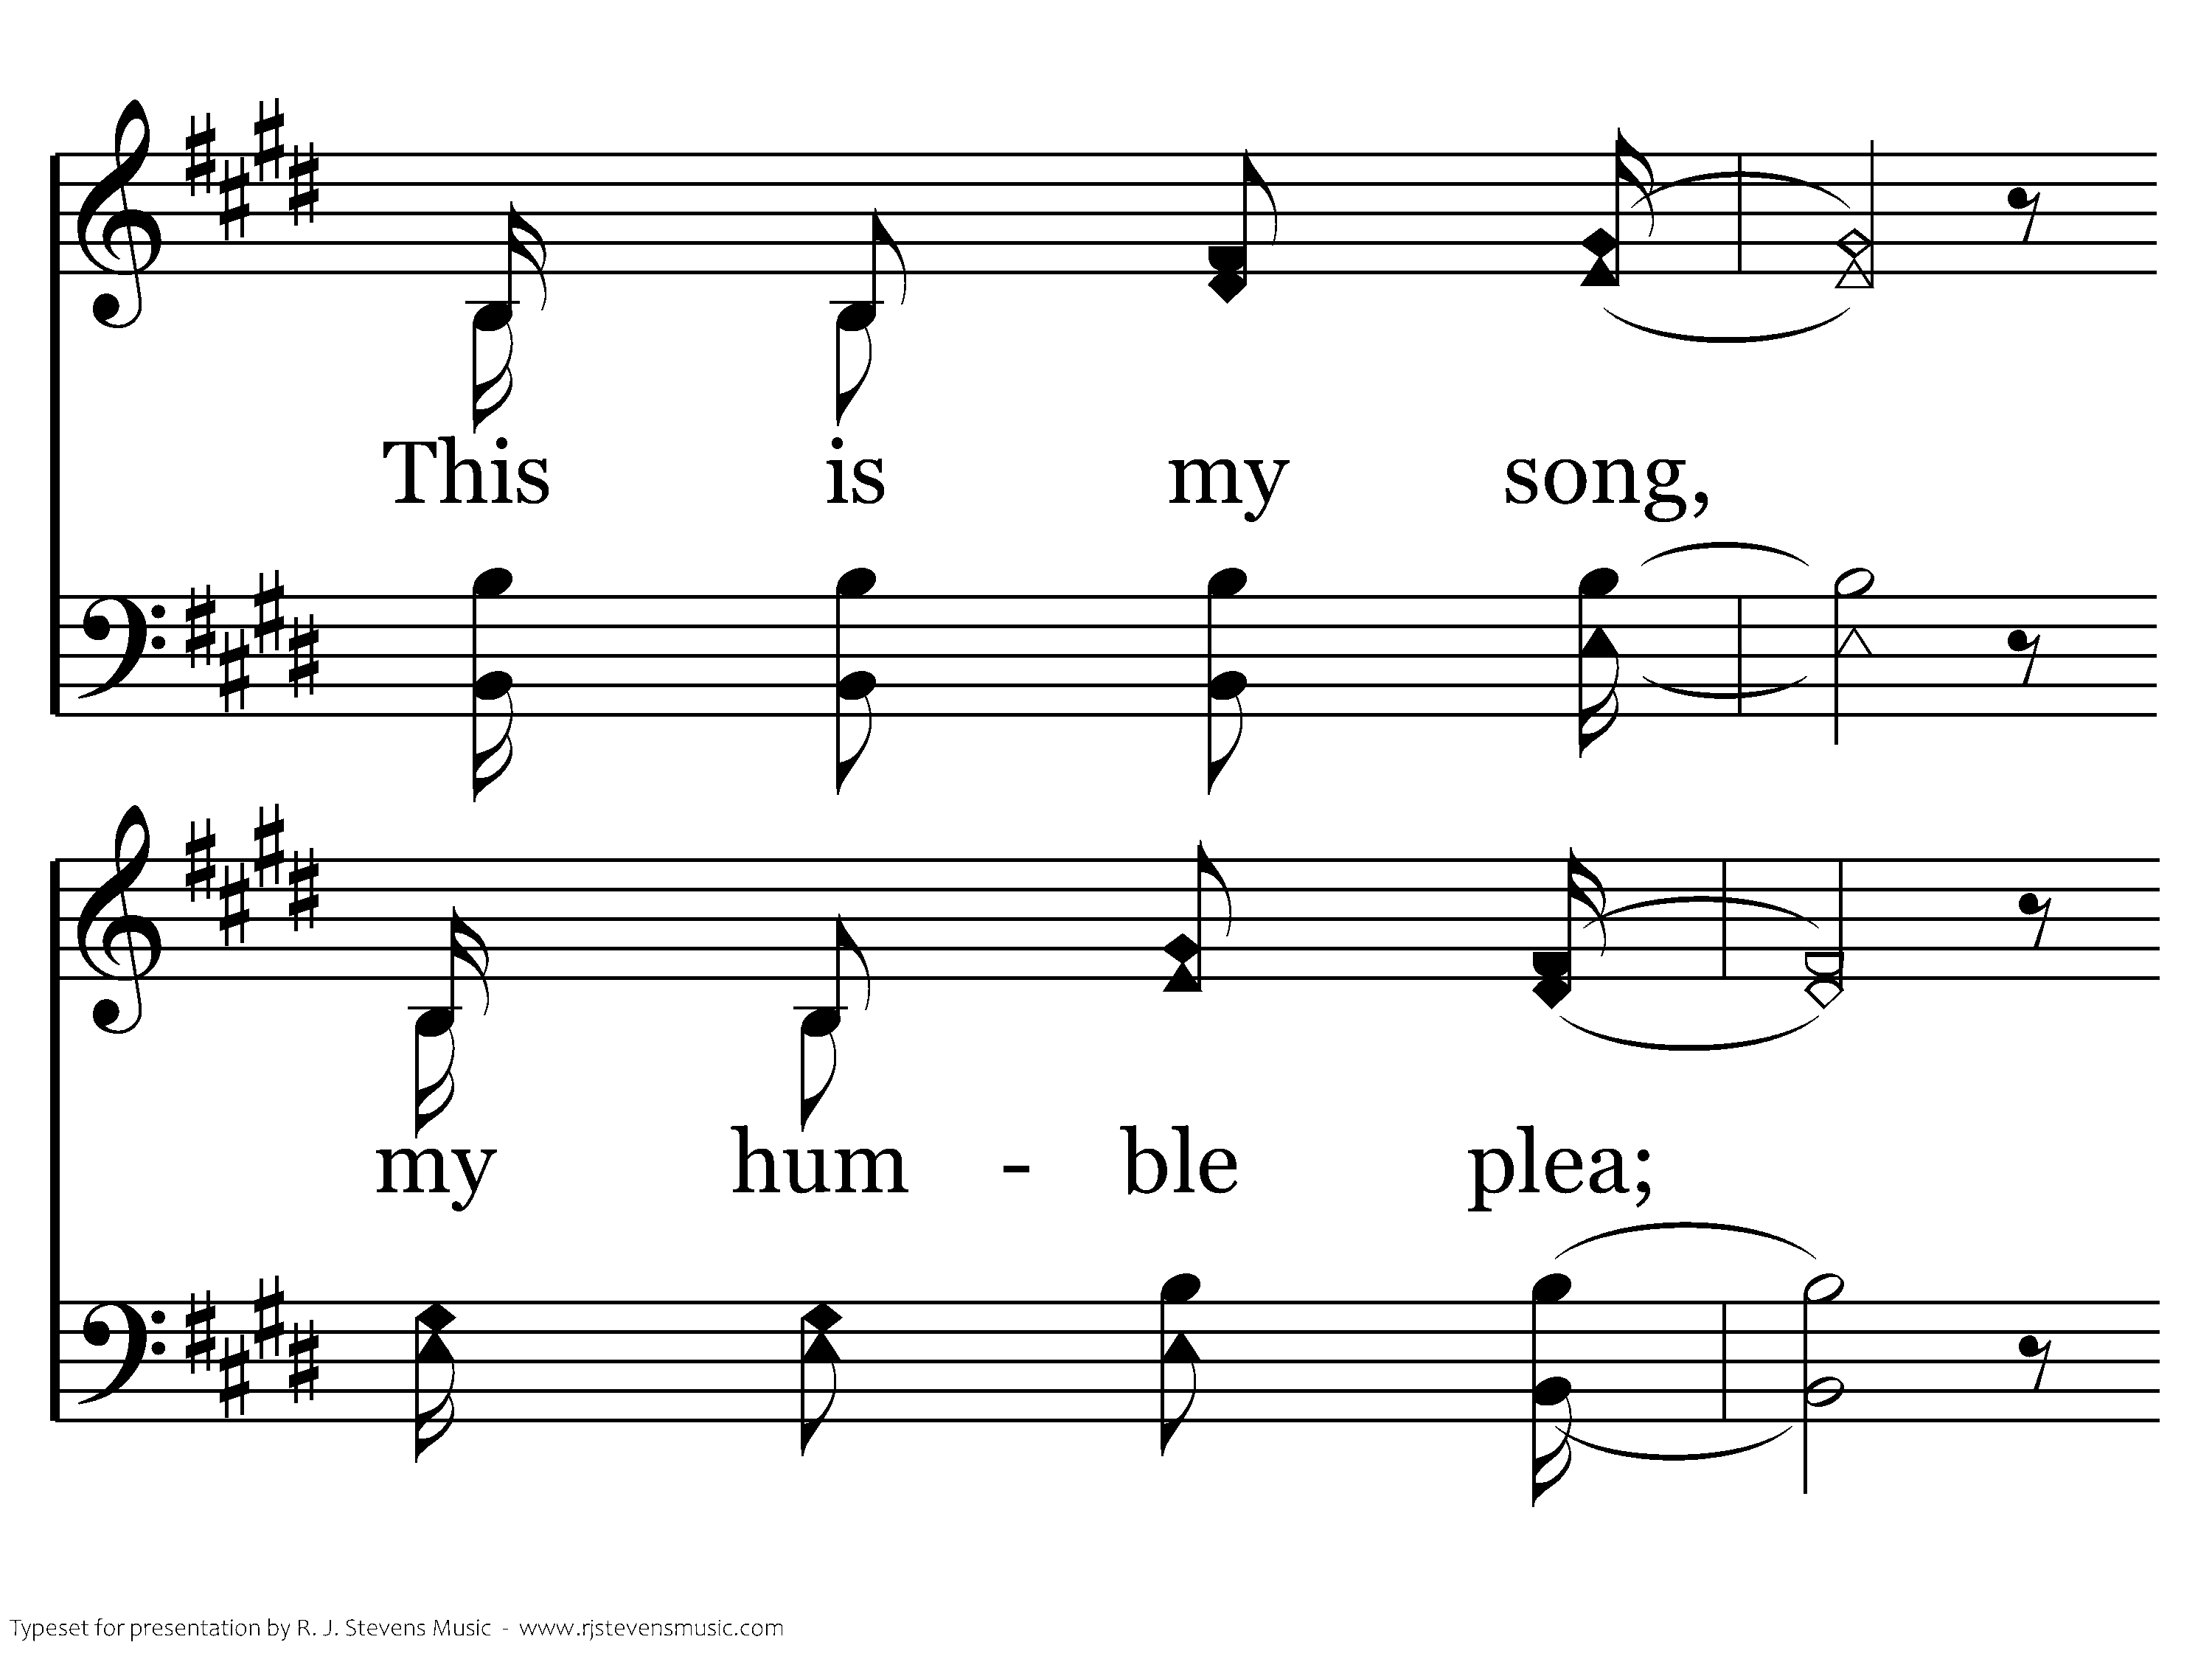 This is my song,
my hum - ble plea;
Typeset for presentation by R. J. Stevens Music - www.rjstevensmusic.com